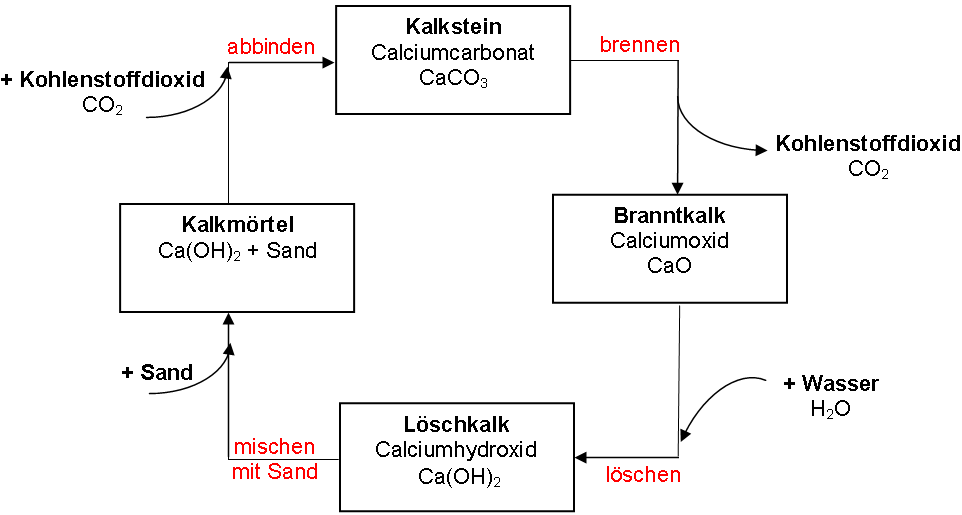 Kalkstein
Calciumcarbonat
CaCO₃
abbinden
brennen
+ Kohlenstoffdioxid
CO₂
Kohlenstoffdioxid
CO₂
Kalkmörtel
Ca(OH)₂ + Sand
Branntkalk
Calciumoxid
CaO
+ Sand
+ Wasser
H₂O
Löschkalk
Calciumhydroxid
Ca(OH)₂
mischen
mit Sand
löschen